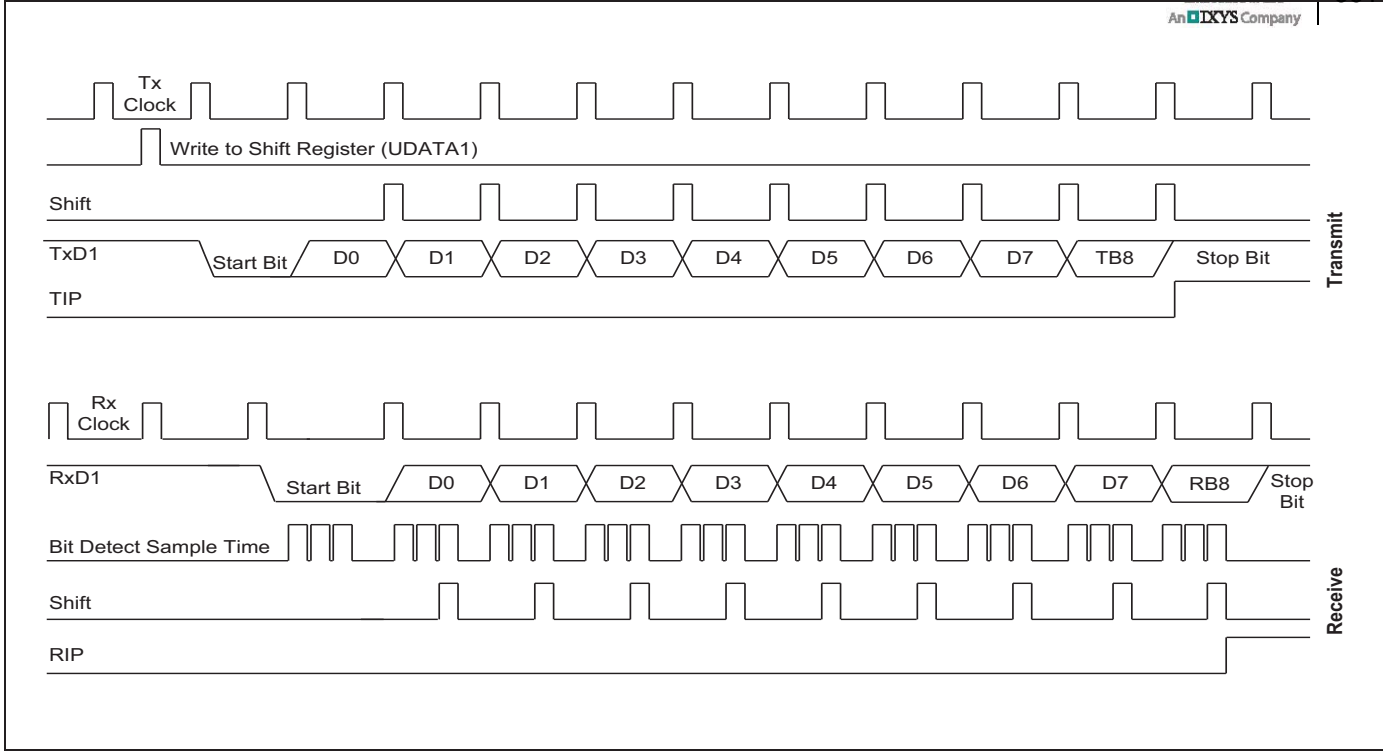 An IXYS Company
Tx
Clock
Write to Shift Register (UDATA1)
Shift
TxD1
Start Bit
D0
D1
D2
D3
D4
D5
D6
D7
TB8
Stop Bit
TIP
Transmit
Rx
Clock
RxD1
Start Bit
D0
D1
D2
D3
D4
D5
D6
D7
RB8
Stop
Bit
Bit Detect Sample Time
Shift
RIP
Receive